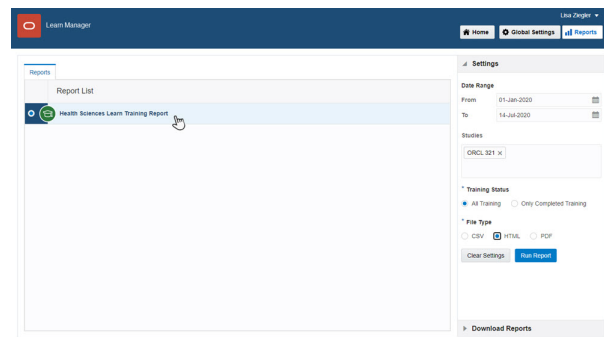 Lisa Ziegler
Learn Manager
Home Global Settings Reports
Reports
Report List
Health Sciences Learn Training Report
Settings
Date Range
From 01-Jan-2020
To 14-Jul-2020
Studies
ORCL 321 ×
* Training Status
All Training Only Completed Training
* File Type
CSV HTML PDF
Clear Settings Run Report
Download Reports